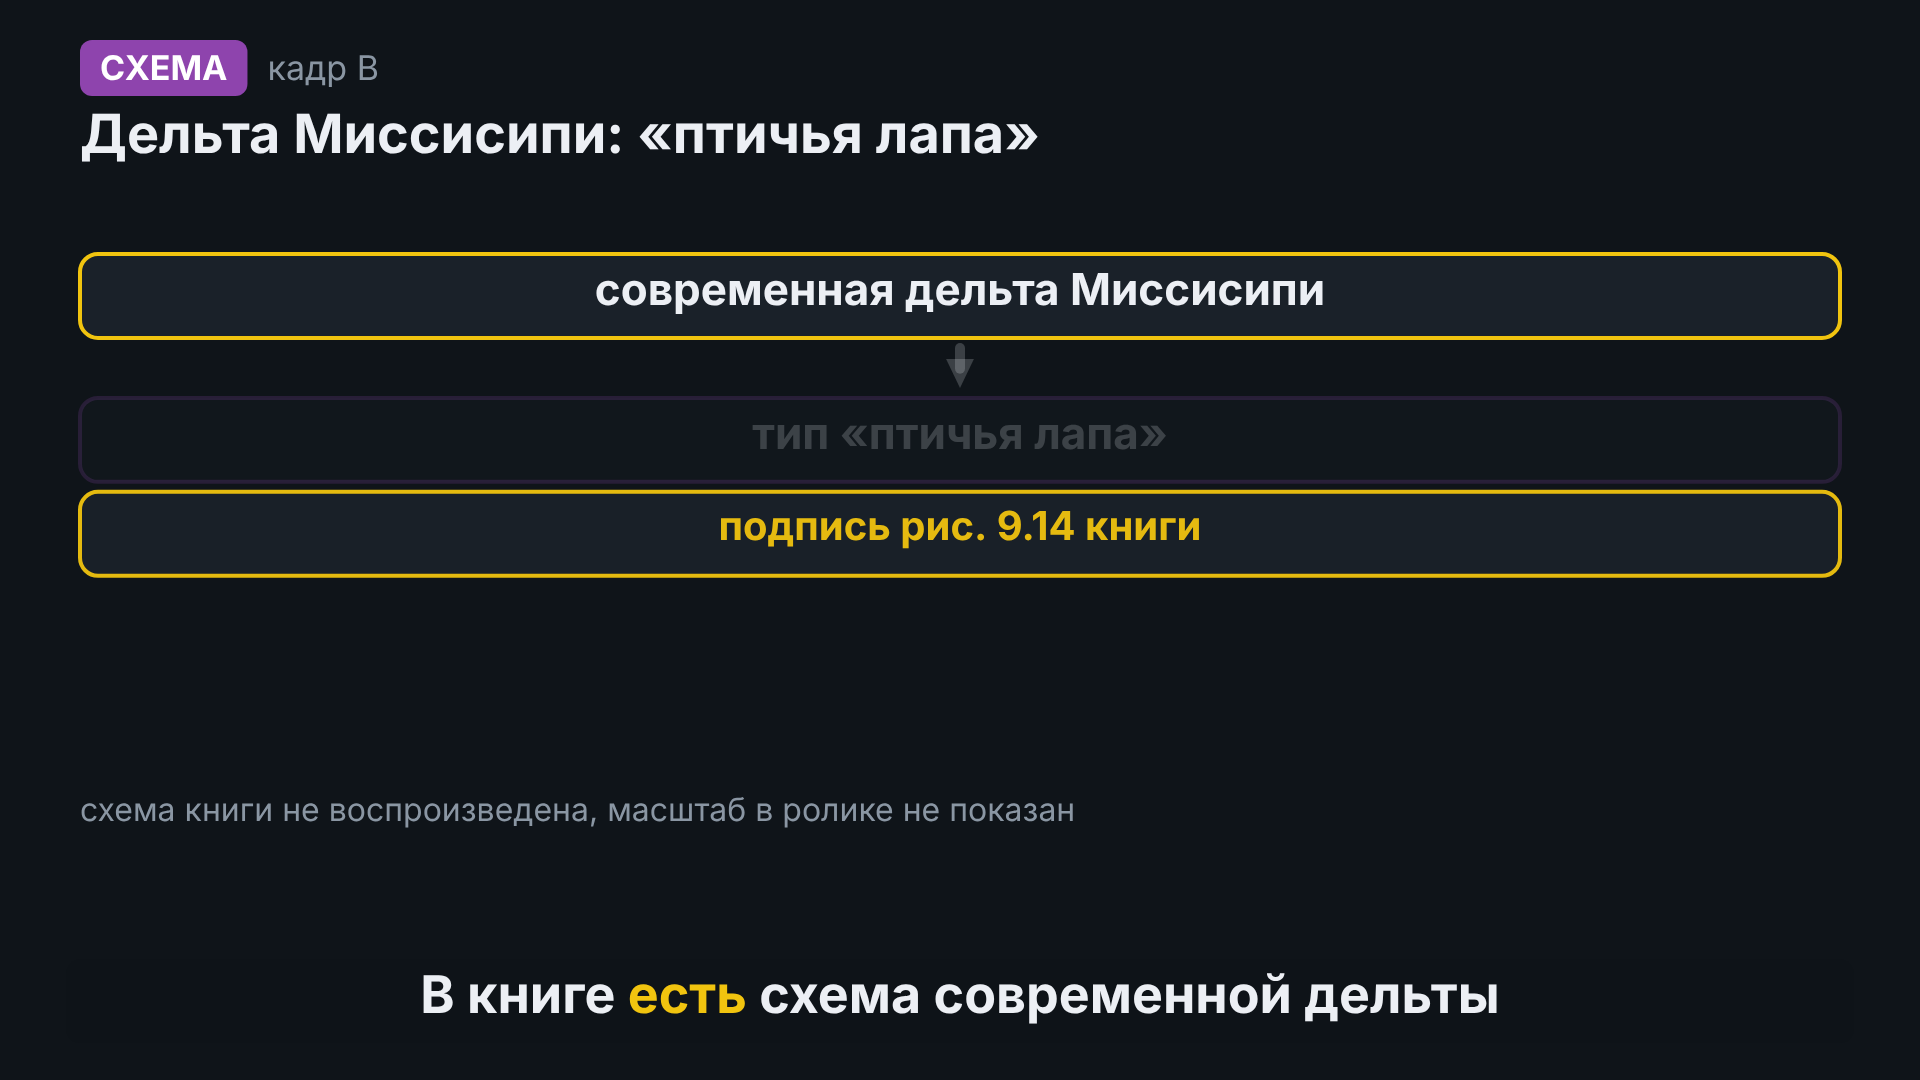 СХЕМА кадр В
Дельта Миссисипи: «птичья лапа»
современная дельта Миссисипи
тип «птичья лапа»
подпись рис. 9.14 книги
схема книги не воспроизведена, масштаб в ролике не показан
В книге есть схема современной дельты